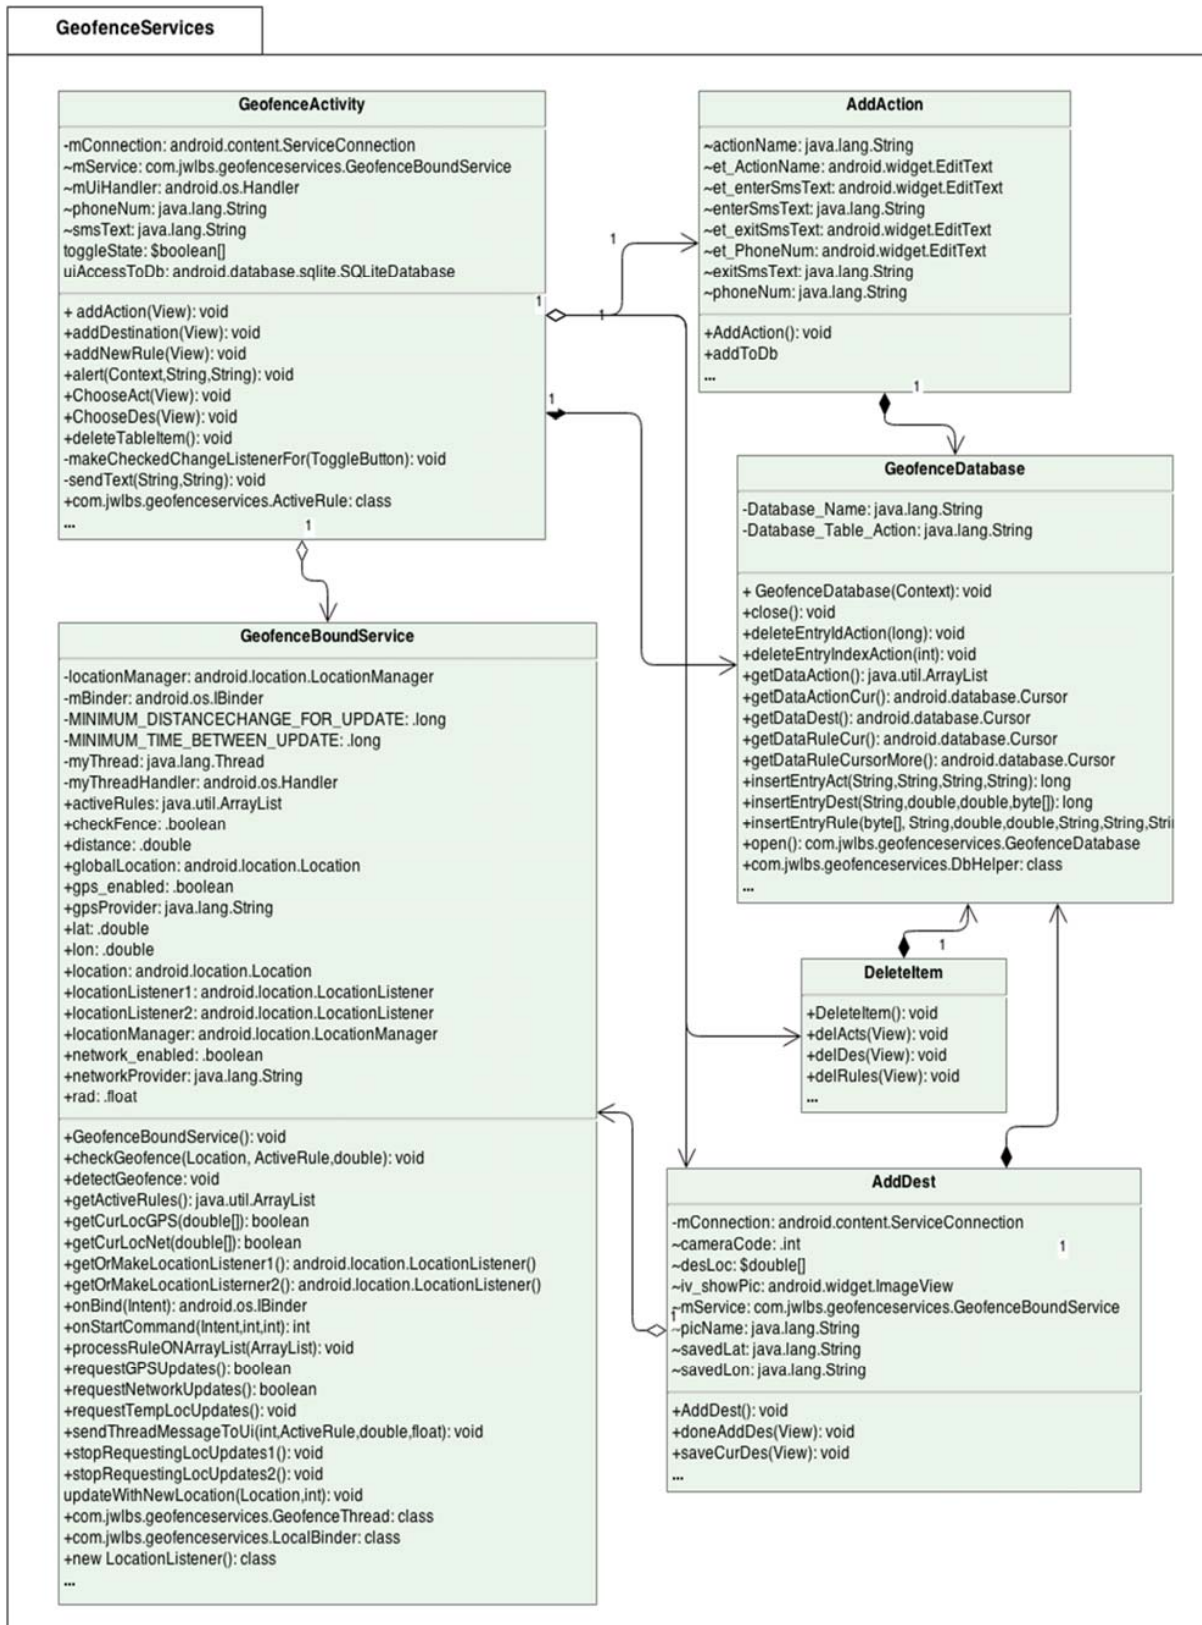 GeofenceServices
GeofenceActivity
-mConnection: android.content.ServiceConnection
~mService: com.jwlbs.geofenceservices.GeofenceBoundService
~mUiHandler: android.os.Handler
~phoneNum: java.lang.String
~smsText: java.lang.String
toggleState: $boolean[]
uiAccessToDb: android.database.sqlite.SQLiteDatabase
+ addAction(View): void
+addDestination(View): void
+addNewRule(View): void
+alert(Context,String,String): void
+ChooseAct(View): void
+ChooseDes(View): void
+deleteTableItem(): void
-makeCheckedChangeListenerFor(ToggleButton): void
-sendText(String,String): void
+com.jwlbs.geofenceservices.ActiveRule: class
...
1
1
1
1
1
AddAction
~actionName: java.lang.String
~et_ActionName: android.widget.EditText
~et_enterSmsText: android.widget.EditText
~enterSmsText: java.lang.String
~et_exitSmsText: android.widget.EditText
~et_PhoneNum: android.widget.EditText
~exitSmsText: java.lang.String
~phoneNum: java.lang.String
+AddAction(): void
+addToDb
...
1
GeofenceDatabase
-Database_Name: java.lang.String
-Database_Table_Action: java.lang.String
+ GeofenceDatabase(Context): void
+close(): void
+deleteEntryIdAction(long): void
+deleteEntryIndexAction(int): void
+getDataAction(): java.util.ArrayList
+getDataActionCur(): android.database.Cursor
+getDataDest(): android.database.Cursor
+getDataRuleCur(): android.database.Cursor
+getDataRuleCursorMore(): android.database.Cursor
+insertEntryAct(String,String,String,String): long
+insertEntryDest(String,double,double,byte[]): long
+insertEntryRule(byte[], String,double,double,String,String,Stri
+open(): com.jwlbs.geofenceservices.GeofenceDatabase
+com.jwlbs.geofenceservices.DbHelper: class
...
GeofenceBoundService
-locationManager: android.location.LocationManager
-mBinder: android.os.IBinder
-MINIMUM_DISTANCECHANGE_FOR_UPDATE: .long
-MINIMUM_TIME_BETWEEN_UPDATE: .long
-myThread: java.lang.Thread
-myThreadHandler: android.os.Handler
+activeRules: java.util.ArrayList
+checkFence: .boolean
+distance: .double
+globalLocation: android.location.Location
+gps_enabled: .boolean
+gpsProvider: java.lang.String
+lat: .double
+lon: .double
+location: android.location.Location
+locationListener1: android.location.LocationListener
+locationListener2: android.location.LocationListener
+locationManager: android.location.LocationManager
+network_enabled: .boolean
+networkProvider: java.lang.String
+rad: .float
+GeofenceBoundService(): void
+checkGeofence(Location, ActiveRule,double): void
+detectGeofence: void
+getActiveRules(): java.util.ArrayList
+getCurLocGPS(double[]): boolean
+getCurLocNet(double[]): boolean
+getOrMakeLocationListener1(): android.location.LocationListener()
+getOrMakeLocationListerner2(): android.location.LocationListener()
+onBind(Intent): android.os.IBinder
+onStartCommand(Intent,int,int): int
+processRuleONArrayList(ArrayList): void
+requestGPSUpdates(): boolean
+requestNetworkUpdates(): boolean
+requestTempLocUpdates(): void
+sendThreadMessageToUi(int,ActiveRule,double,float): void
+stopRequestingLocUpdates1(): void
+stopRequestingLocUpdates2(): void
updateWithNewLocation(Location,int): void
+com.jwlbs.geofenceservices.GeofenceThread: class
+com.jwlbs.geofenceservices.LocalBinder: class
+new LocationListener(): class
...
1
DeleteItem
+DeleteItem(): void
+delActs(View): void
+delDes(View): void
+delRules(View): void
...
AddDest
-mConnection: android.content.ServiceConnection
~cameraCode: .int
~desLoc: $double[]
~iv_showPic: android.widget.ImageView
~mService: com.jwlbs.geofenceservices.GeofenceBoundService
~picName: java.lang.String
~savedLat: java.lang.String
~savedLon: java.lang.String
1
1
+AddDest(): void
+doneAddDes(View): void
+saveCurDes(View): void
...